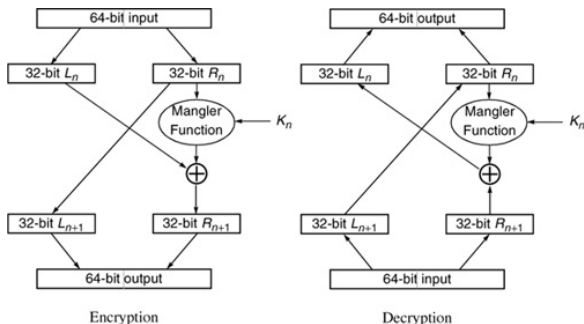 64-bit input
32-bit Lₙ
32-bit Rₙ
Mangler
Function
Kₙ
32-bit Lₙ₊₁
32-bit Rₙ₊₁
64-bit output
Encryption
64-bit output
32-bit Lₙ
32-bit Rₙ
Mangler
Function
Kₙ
32-bit Lₙ₊₁
32-bit Rₙ₊₁
64-bit input
Decryption